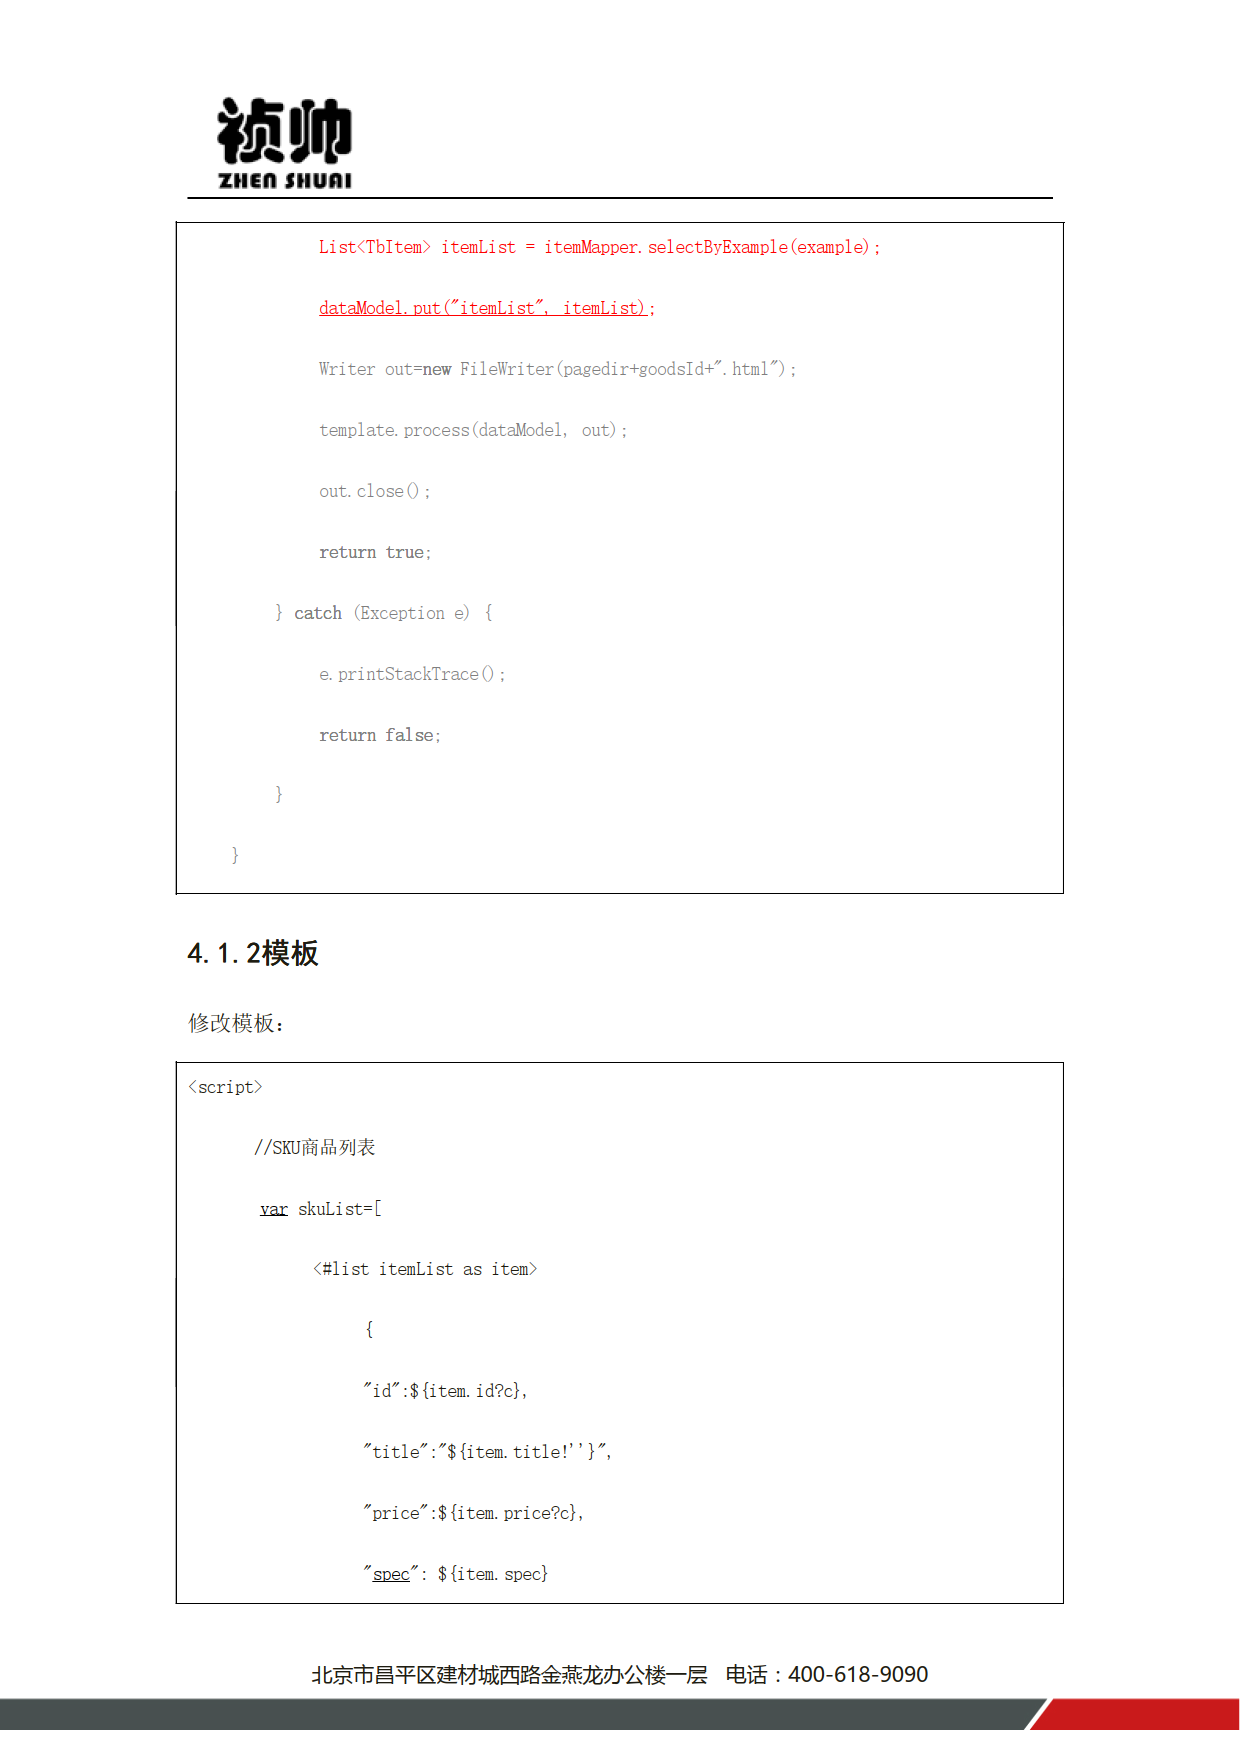 祯帅
ZHEN SHUAI
List<TbItem> itemList = itemMapper.selectByExample(example);
dataModel.put("itemList", itemList);
Writer out=new FileWriter(pagedir+goodsId+".html");
template.process(dataModel, out);
out.close();
return true;
} catch (Exception e) {
e.printStackTrace();
return false;
}
}
4.1.2模板
修改模板：
<script>
//SKU商品列表
var skuList=[
<#list itemList as item>
{
"id":${item.id?c},
"title":"${item.title!''}",
"price":${item.price?c},
"spec": ${item.spec}
北京市昌平区建材城西路金燕龙办公楼一层 电话：400-618-9090